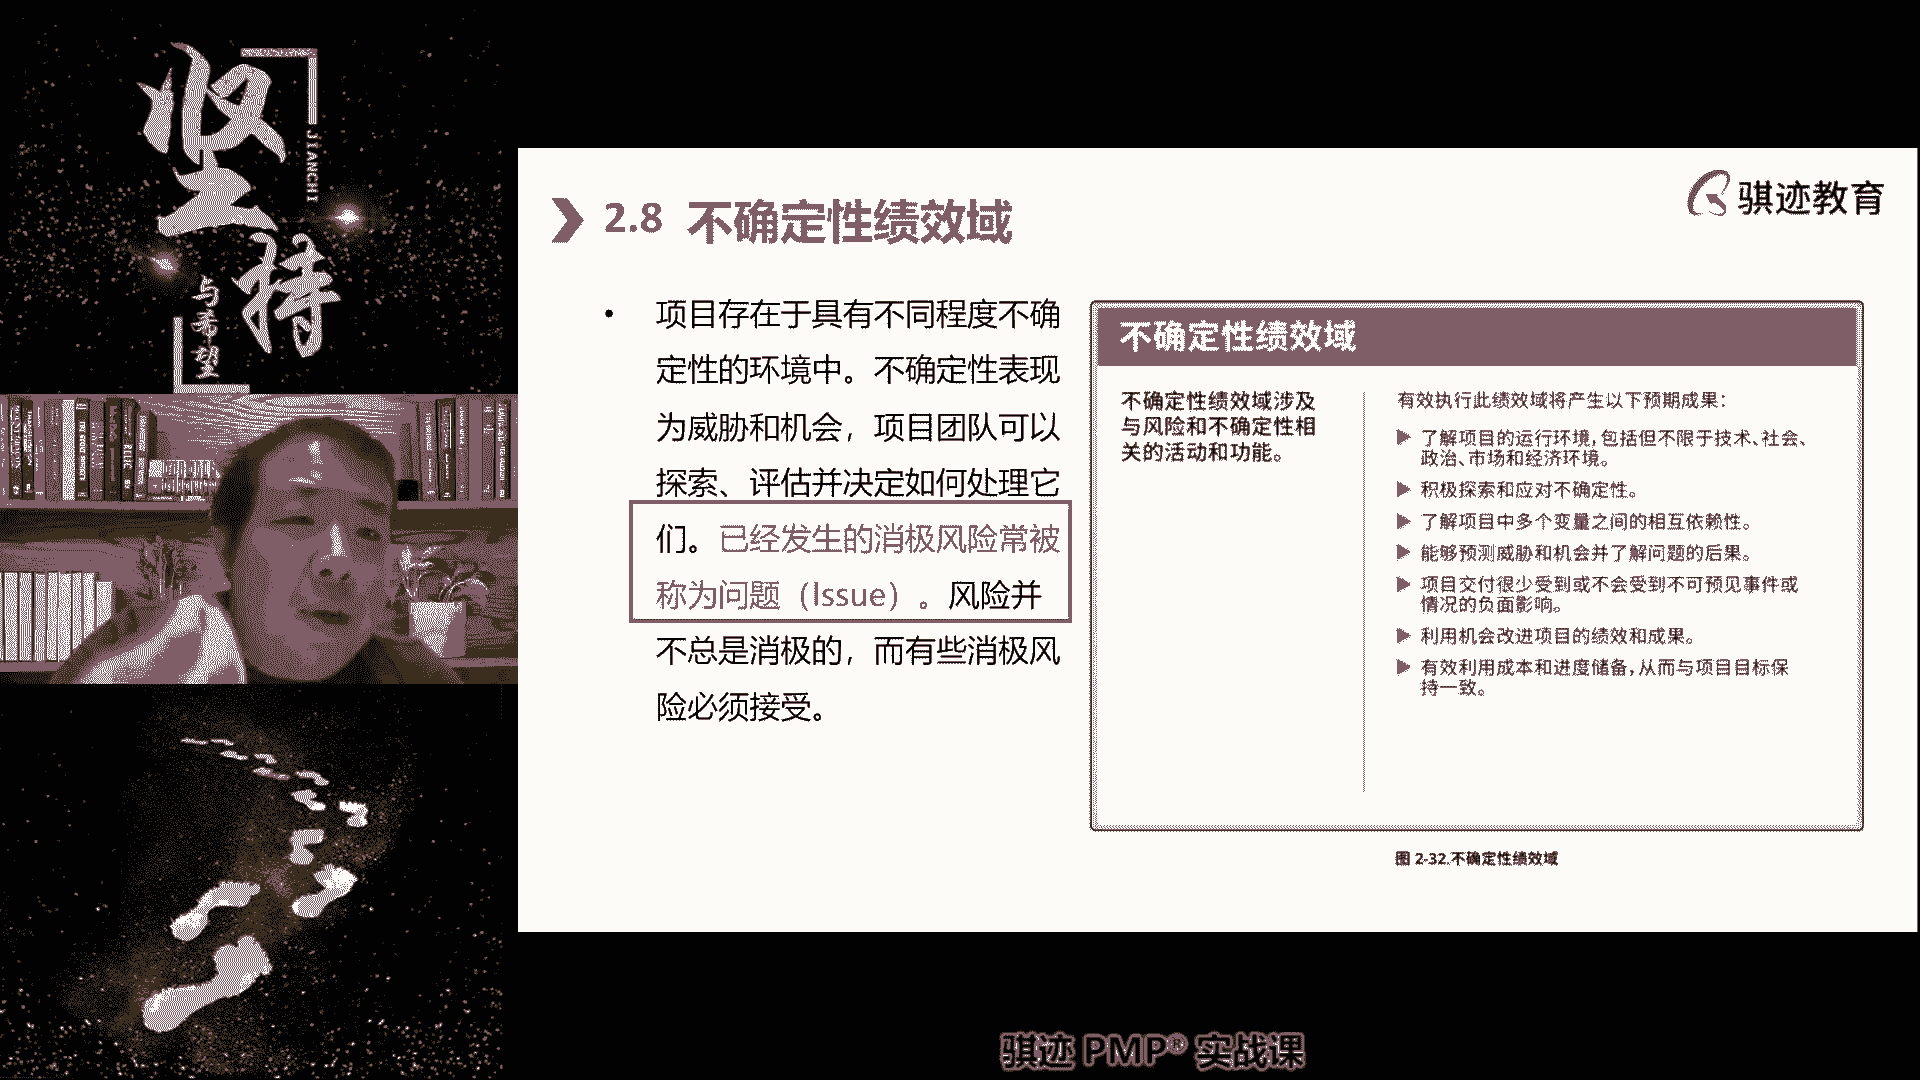 坚持
JIANCHI
与希望
骐迹教育
2.8 不确定性绩效域
• 项目存在于具有不同程度不确
定性的环境中。不确定性表现
为威胁和机会，项目团队可以
探索、评估并决定如何处理它
们。已经发生的消极风险常被
称为问题（Issue）。风险并
不总是消极的，而有些消极风
险必须接受。
不确定性绩效域
不确定性绩效域涉及
与风险和不确定性相
关的活动和功能。
有效执行此绩效域将产生以下预期成果：
▶ 了解项目的运行环境，包括但不限于技术、社会、
政治、市场和经济环境。
▶ 积极探索和应对不确定性。
▶ 了解项目中多个变量之间的相互依赖性。
▶ 能够预测威胁和机会并了解问题的后果。
▶ 项目交付很少受到或不会受到不可预见事件或
情况的负面影响。
▶ 利用机会改进项目的绩效和成果。
▶ 有效利用成本和进度储备，从而与项目目标保
持一致。
图 2-32.不确定性绩效域
骐迹 PMP® 实战课